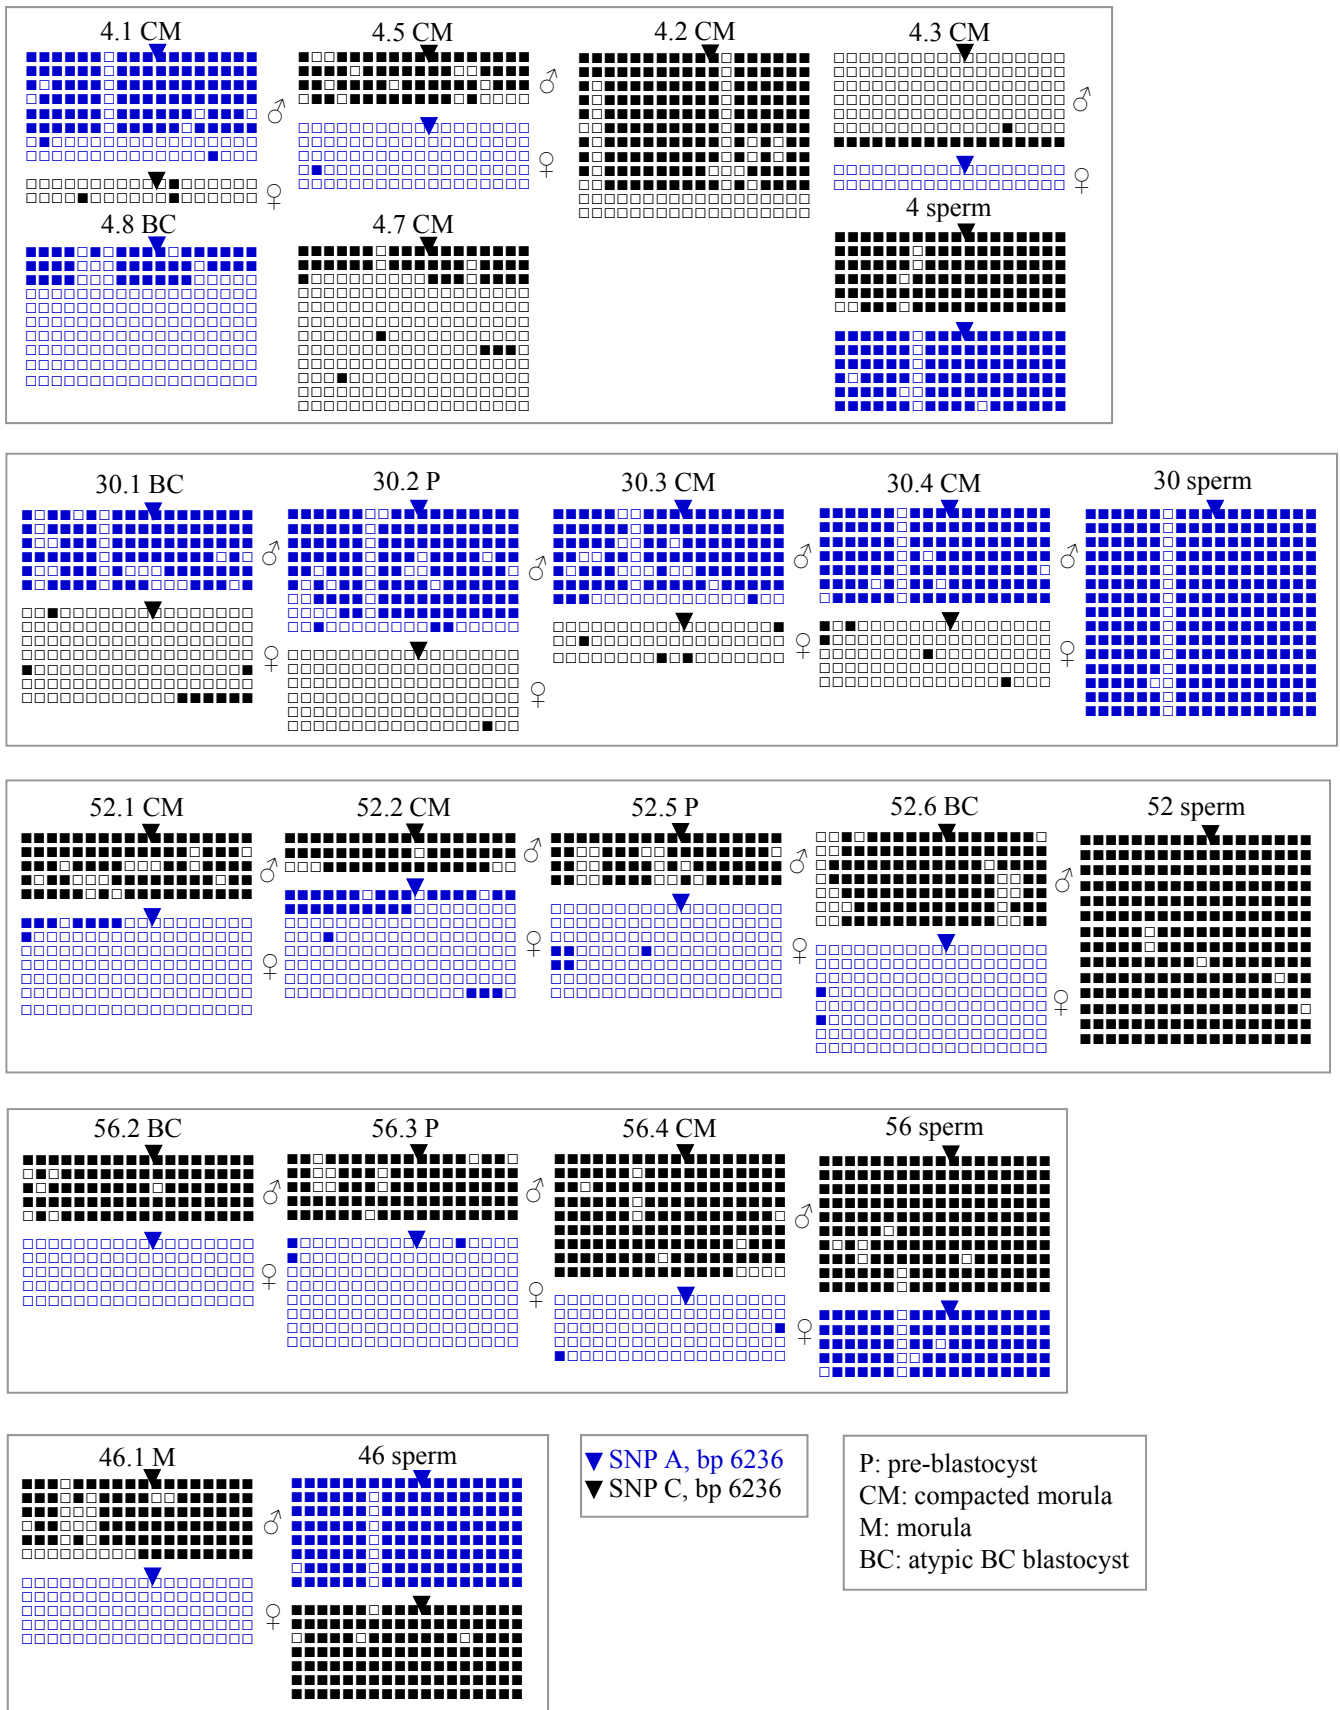 4.1 CM
4.5 CM
4.2 CM
4.3 CM
♂
♂
♂
♀
♀
♀
4.8 BC
4.7 CM
4 sperm
30.1 BC
30.2 P
30.3 CM
30.4 CM
30 sperm
♂
♂
♂
♂
♀
♀
♀
♀
52.1 CM
52.2 CM
52.5 P
52.6 BC
52 sperm
♂
♂
♂
♂
♀
♀
♀
♀
56.2 BC
56.3 P
56.4 CM
56 sperm
♂
♂
♂
♀
♀
♀
46.1 M
46 sperm
♂
♀
▼ SNP A, bp 6236
▼ SNP C, bp 6236
P: pre-blastocyst
CM: compacted morula
M: morula
BC: atypic BC blastocyst